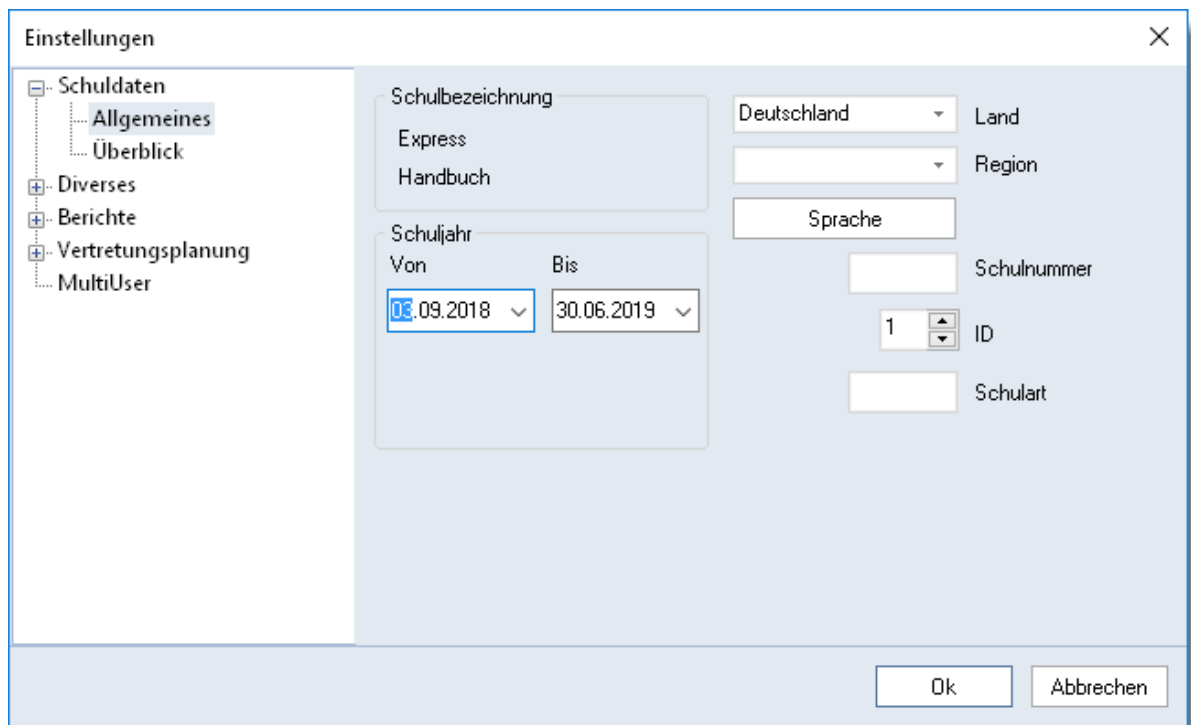 Einstellungen
Schuldaten
Allgemeines
Überblick
Diverses
Berichte
Vertretungsplanung
MultiUser
Schulbezeichnung
Express
Handbuch
Schuljahr
Von Bis
03.09.2018 30.06.2019
Deutschland Land
Region
Sprache
Schulnummer
1 ID
Schulart
Ok Abbrechen